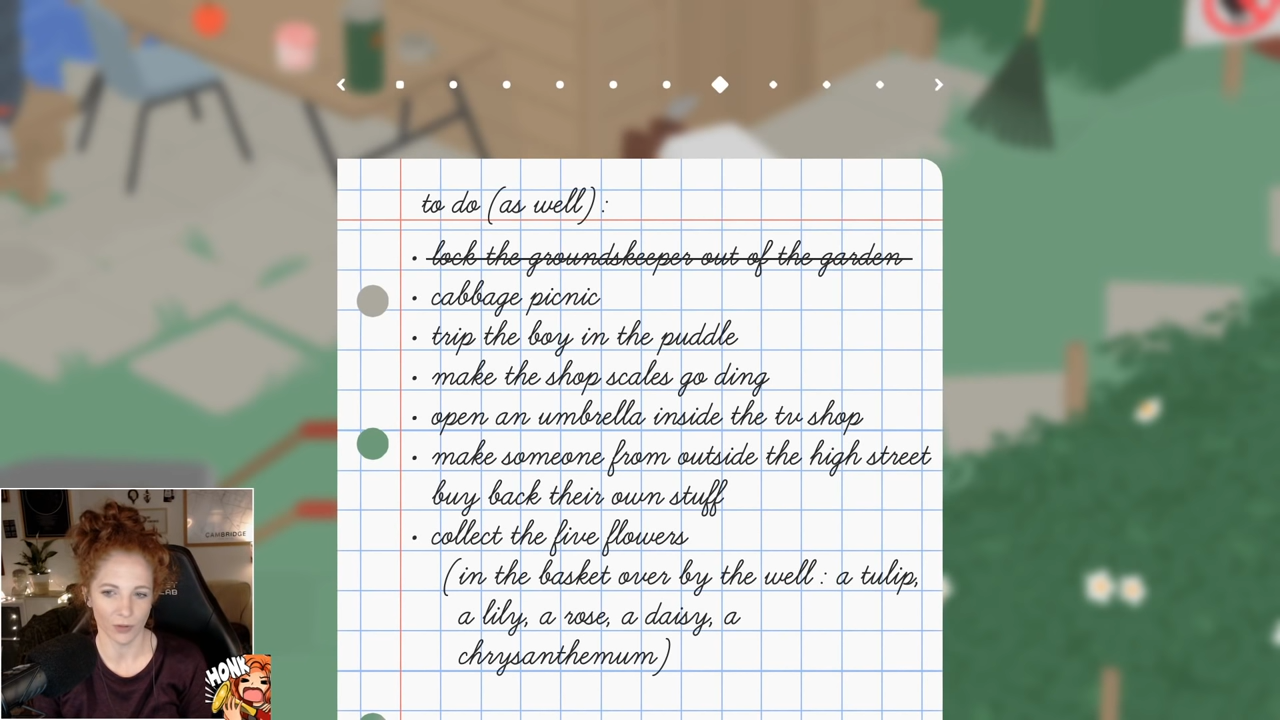 to do (as well) :
• lock the groundskeeper out of the garden
• cabbage picnic
• trip the boy in the puddle
• make the shop scales go ding
• open an umbrella inside the tv shop
• make someone from outside the high street
buy back their own stuff
• collect the five flowers
(in the basket over by the well : a tulip,
a lily, a rose, a daisy, a
chrysanthemum)
CAMBRIDGE
LAB
HONK